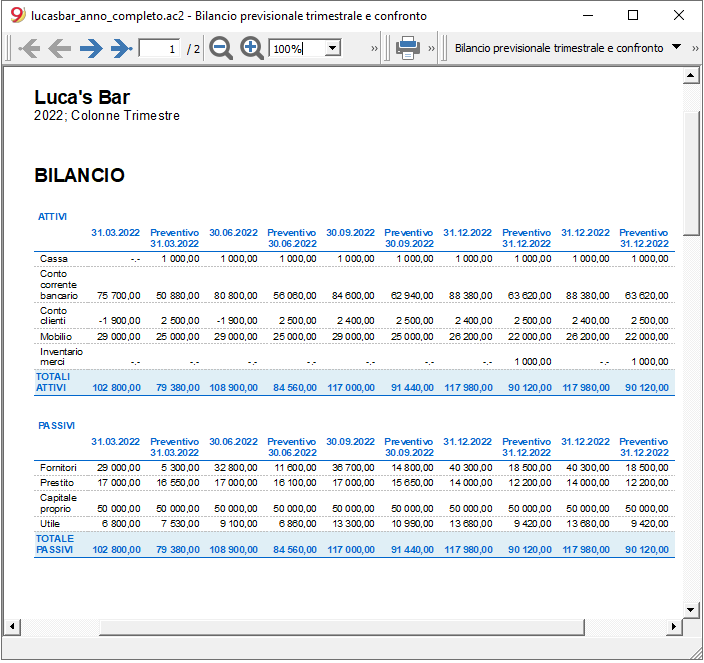 lucasbar_anno_completo.ac2 - Bilancio previsionale trimestrale e confronto
1 / 2 100% » » Bilancio previsionale trimestrale e confronto »
Luca's Bar
2022; Colonne Trimestre
BILANCIO
ATTIVI
31.03.2022 Preventivo 30.06.2022 Preventivo 30.09.2022 Preventivo 31.12.2022 Preventivo 31.12.2022 Preventivo
31.03.2022 30.06.2022 30.09.2022 31.12.2022 31.12.2022
Cassa -.- 1 000,00 1 000,00 1 000,00 1 000,00 1 000,00 1 000,00 1 000,00 1 000,00 1 000,00
Conto
corrente
bancario 75 700,00 50 880,00 80 800,00 56 060,00 84 600,00 62 940,00 88 380,00 63 620,00 88 380,00 63 620,00
Conto
clienti -1 900,00 2 500,00 -1 900,00 2 500,00 2 400,00 2 500,00 2 400,00 2 500,00 2 400,00 2 500,00
Mobilio 29 000,00 25 000,00 29 000,00 25 000,00 29 000,00 25 000,00 26 200,00 22 000,00 26 200,00 22 000,00
Inventario
merci -.- -.- -.- -.- -.- -.- -.- 1 000,00 -.- 1 000,00
TOTALI
ATTIVI 102 800,00 79 380,00 108 900,00 84 560,00 117 000,00 91 440,00 117 980,00 90 120,00 117 980,00 90 120,00
PASSIVI
31.03.2022 Preventivo 30.06.2022 Preventivo 30.09.2022 Preventivo 31.12.2022 Preventivo 31.12.2022 Preventivo
31.03.2022 30.06.2022 30.09.2022 31.12.2022 31.12.2022
Fornitori 29 000,00 5 300,00 32 800,00 11 600,00 36 700,00 14 800,00 40 300,00 18 500,00 40 300,00 18 500,00
Prestito 17 000,00 16 550,00 17 000,00 16 100,00 17 000,00 15 650,00 14 000,00 12 200,00 14 000,00 12 200,00
Capitale
proprio 50 000,00 50 000,00 50 000,00 50 000,00 50 000,00 50 000,00 50 000,00 50 000,00 50 000,00 50 000,00
Utile 6 800,00 7 530,00 9 100,00 6 860,00 13 300,00 10 990,00 13 680,00 9 420,00 13 680,00 9 420,00
TOTALE
PASSIVI 102 800,00 79 380,00 108 900,00 84 560,00 117 000,00 91 440,00 117 980,00 90 120,00 117 980,00 90 120,00